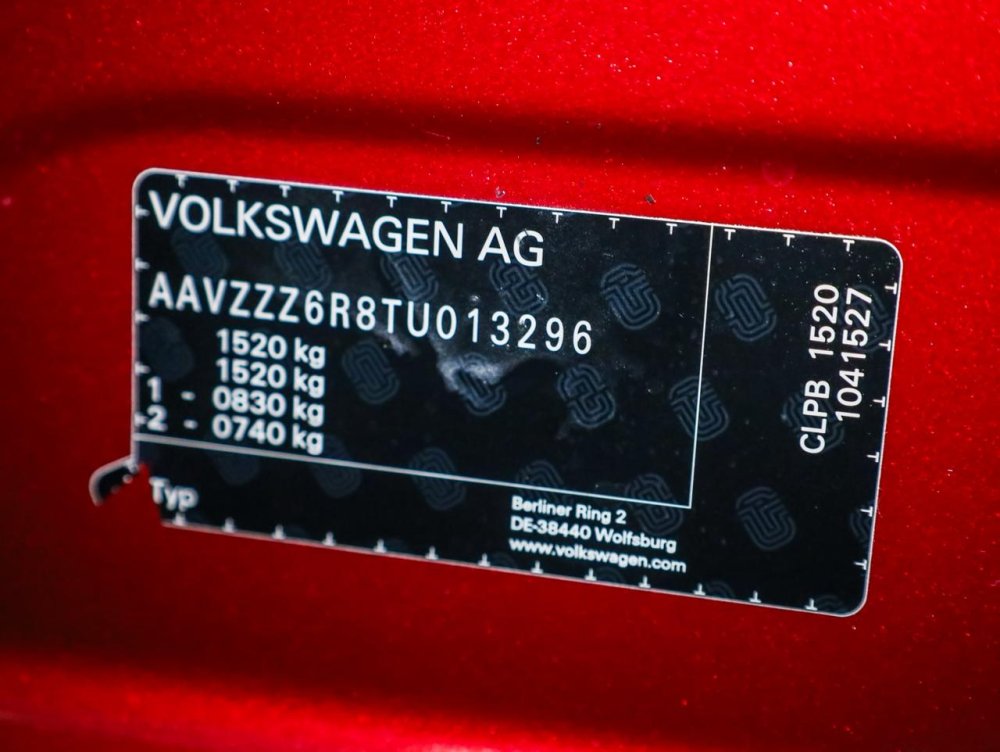 VOLKSWAGEN AG
AAVZZZ6R8TU013296
1520 kg
1520 kg
1 - 0830 kg
2 - 0740 kg
Typ
Berliner Ring 2
DE-38440 Wolfsburg
www.volkswagen.com
CLPB 1520
1041527